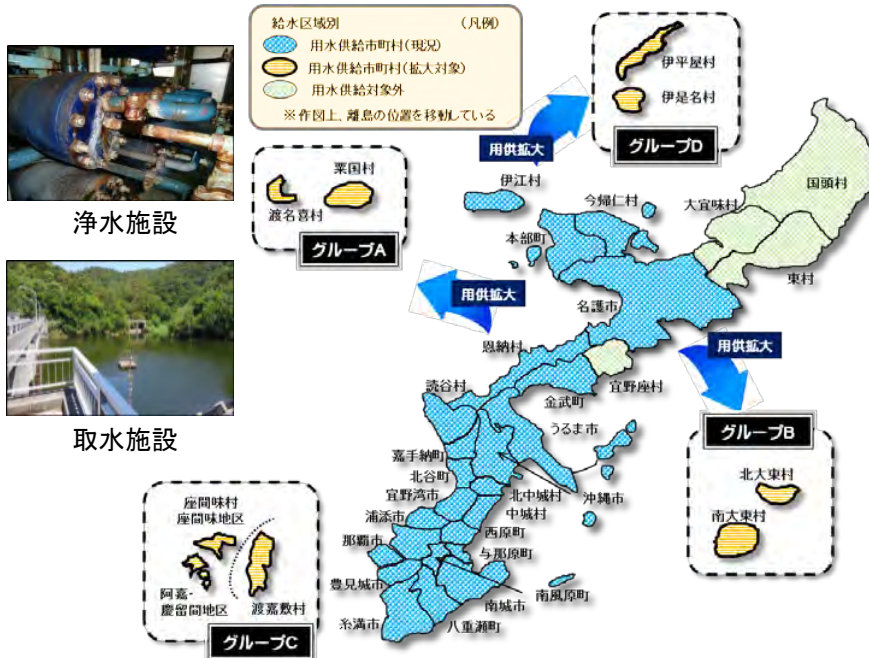 給水区域別 (凡例)
用水供給市町村(現況)
用水供給市町村(拡大対象)
用水供給対象外
※作図上、離島の位置を移動している
浄水施設
取水施設
粟国村
渡名喜村
グループA
用供拡大
伊平屋村
伊是名村
グループD
用供拡大
伊江村
今帰仁村
本部町
大宜味村
国頭村
東村
名護市
用供拡大
恩納村
宜野座村
読谷村
金武町
うるま市
嘉手納町
北谷町
宜野湾市
北中城村
沖縄市
中城村
浦添市
西原町
那覇市
与那原町
豊見城市
南城市
南風原町
糸満市
八重瀬町
グループB
北大東村
南大東村
座間味村
座間味地区
阿嘉・
慶留間地区
渡嘉敷村
グループC